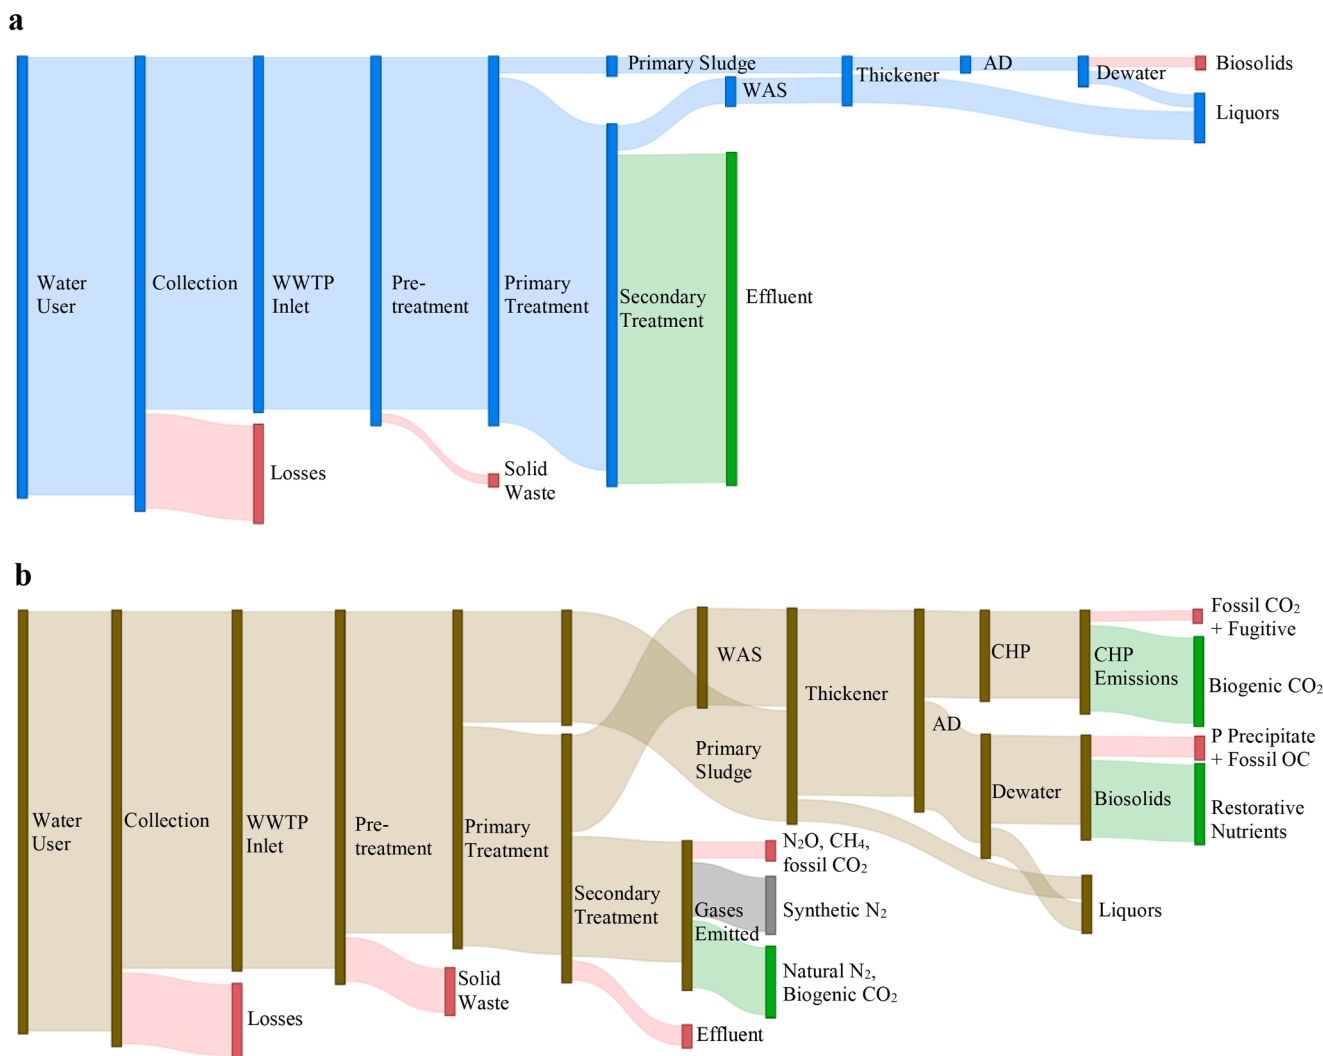 a
Primary Sludge
AD
Biosolids
Thickener
Dewater
WAS
Liquors
Water
User
Collection
WWTP
Inlet
Pre-
treatment
Primary
Treatment
Secondary
Treatment
Effluent
Losses
Solid
Waste
b
Fossil CO₂
+ Fugitive
WAS
CHP
CHP
Emissions
Biogenic CO₂
Thickener
AD
P Precipitate
+ Fossil OC
Primary
Sludge
Dewater
Biosolids
Restorative
Nutrients
Water
User
Collection
WWTP
Inlet
Pre-
treatment
Primary
Treatment
N₂O, CH₄,
fossil CO₂
Secondary
Treatment
Gases
Emitted
Synthetic N₂
Liquors
Natural N₂,
Biogenic CO₂
Solid
Waste
Losses
Effluent